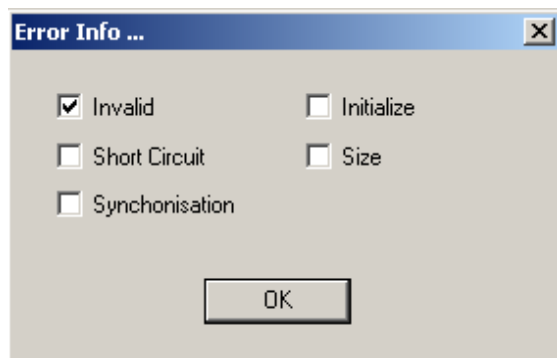 Error Info ...
Invalid
Initialize
Short Circuit
Size
Synchonisation
OK